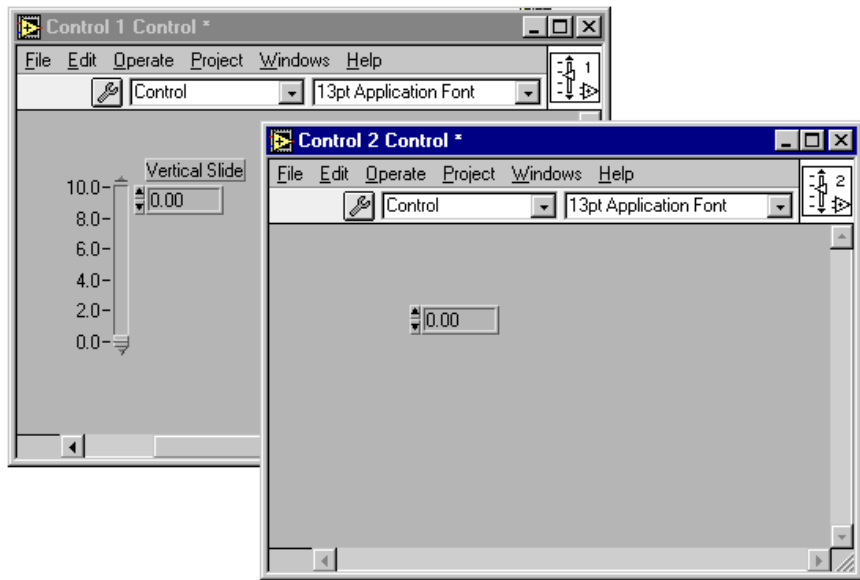 Control 1 Control *
File Edit Operate Project Windows Help
1
Control 13pt Application Font
Vertical Slide
0.00
10.0
8.0
6.0
4.0
2.0
0.0
Control 2 Control *
File Edit Operate Project Windows Help
2
Control 13pt Application Font
0.00